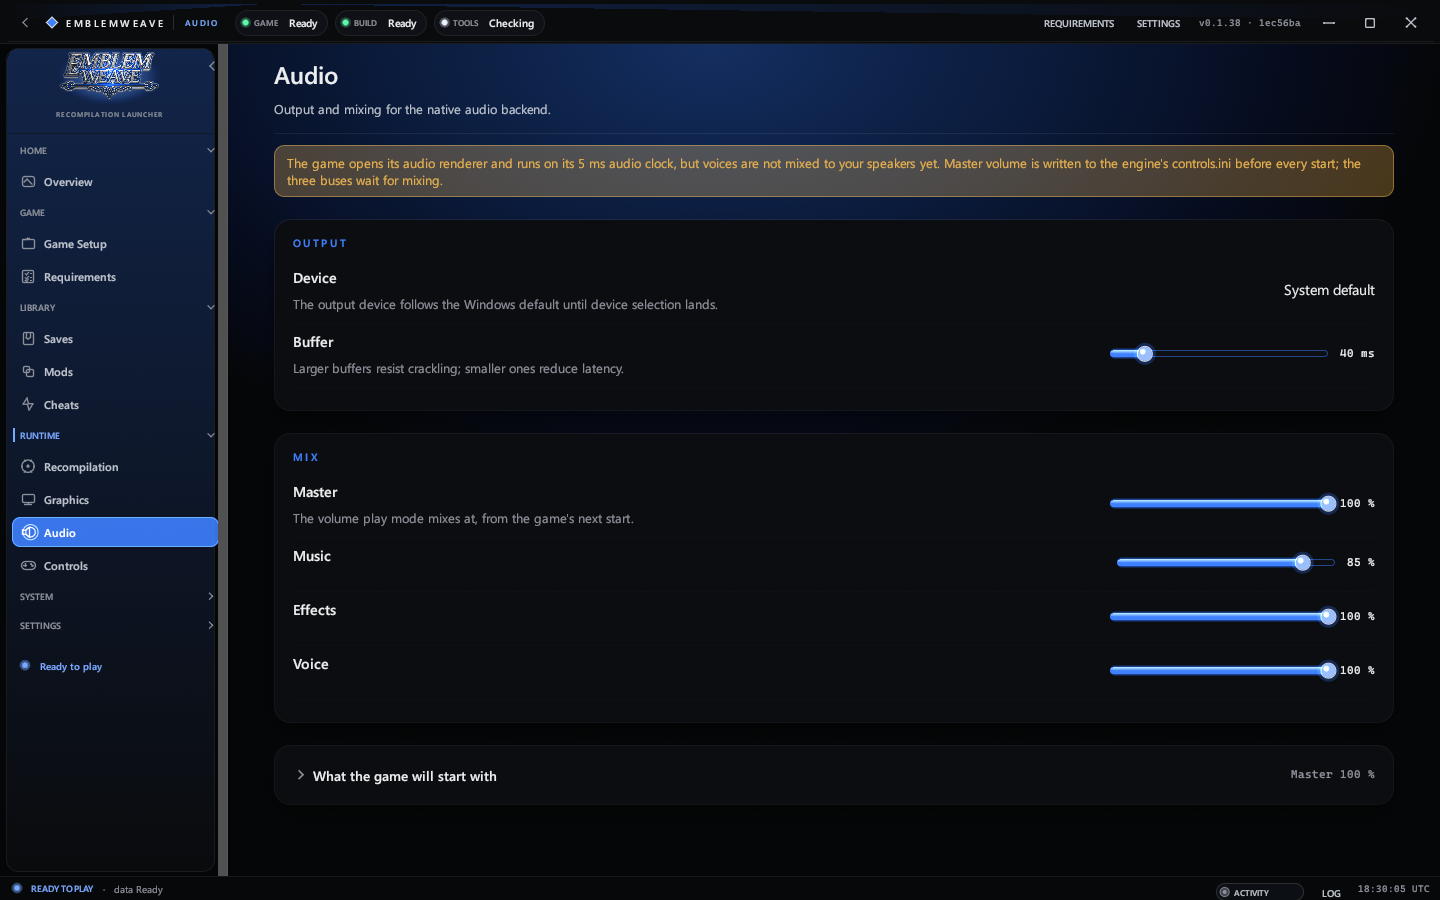 EMBLEMWEAVE
AUDIO
GAME Ready
BUILD Ready
TOOLS Checking
REQUIREMENTS
SETTINGS
v0.1.38 · 1ec56ba
EMBLEM
WEAVE
RECOMPILATION LAUNCHER
HOME
Overview
GAME
Game Setup
Requirements
LIBRARY
Saves
Mods
Cheats
RUNTIME
Recompilation
Graphics
Audio
Controls
SYSTEM
SETTINGS
Ready to play
Audio
Output and mixing for the native audio backend.
The game opens its audio renderer and runs on its 5 ms audio clock, but voices are not mixed to your speakers yet. Master volume is written to the engine's controls.ini before every start; the
three buses wait for mixing.
OUTPUT
Device
The output device follows the Windows default until device selection lands.
System default
Buffer
Larger buffers resist crackling; smaller ones reduce latency.
40 ms
MIX
Master
The volume play mode mixes at, from the game's next start.
100 %
Music
85 %
Effects
100 %
Voice
100 %
What the game will start with
Master 100 %
READY TO PLAY · data Ready
ACTIVITY
LOG
18:30:05 UTC